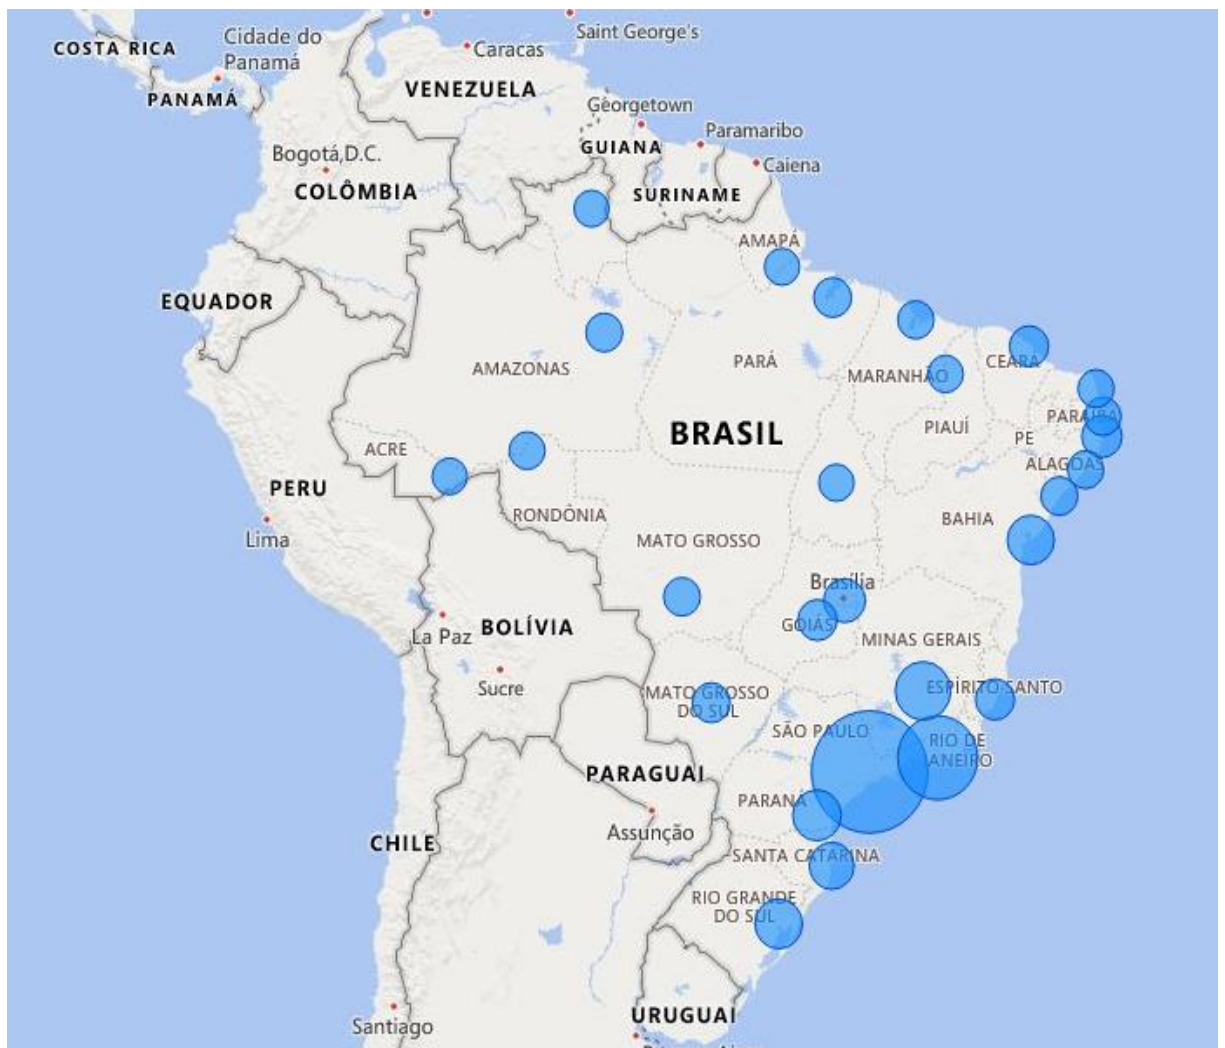 Saint George's
Cidade do
Panamá
COSTA RICA
Caracas
VENEZUELA
PANAMÁ
Georgetown
Paramaribo
GUIANA
Bogotá,D.C.
Caiena
COLÔMBIA
SURINAME
AMAPÁ
EQUADOR
AMAZONAS
PARÁ
CEARÁ
MARANHÃO
PARAÍBA
BRASIL
PIAUÍ
PE
ACRE
ALAGOAS
PERU
RONDÔNIA
BAHIA
Lima
MATO GROSSO
Brasília
La Paz
BOLÍVIA
GOIÁS
MINAS GERAIS
Sucre
MATO GROSSO
DO SUL
ESPÍRITO SANTO
SÃO PAULO
RIO DE
JANEIRO
PARAGUAI
PARANÁ
Assunção
CHILE
SANTA CATARINA
RIO GRANDE
DO SUL
URUGUAI
Santiago